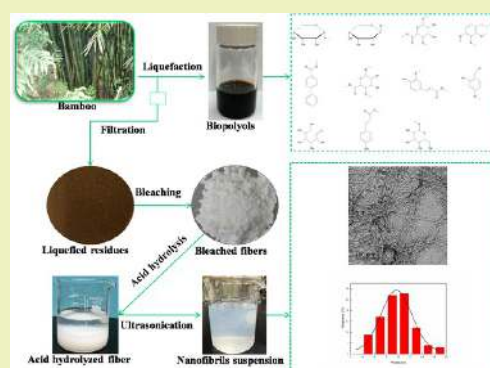 Liquefaction
Bamboo
Biopolyols
Filtration
Bleaching
Liquefied residues
Bleached fibers
Acid hydrolysis
Ultrasonication
Acid hydrolyzed fiber
Nanofibrils suspension